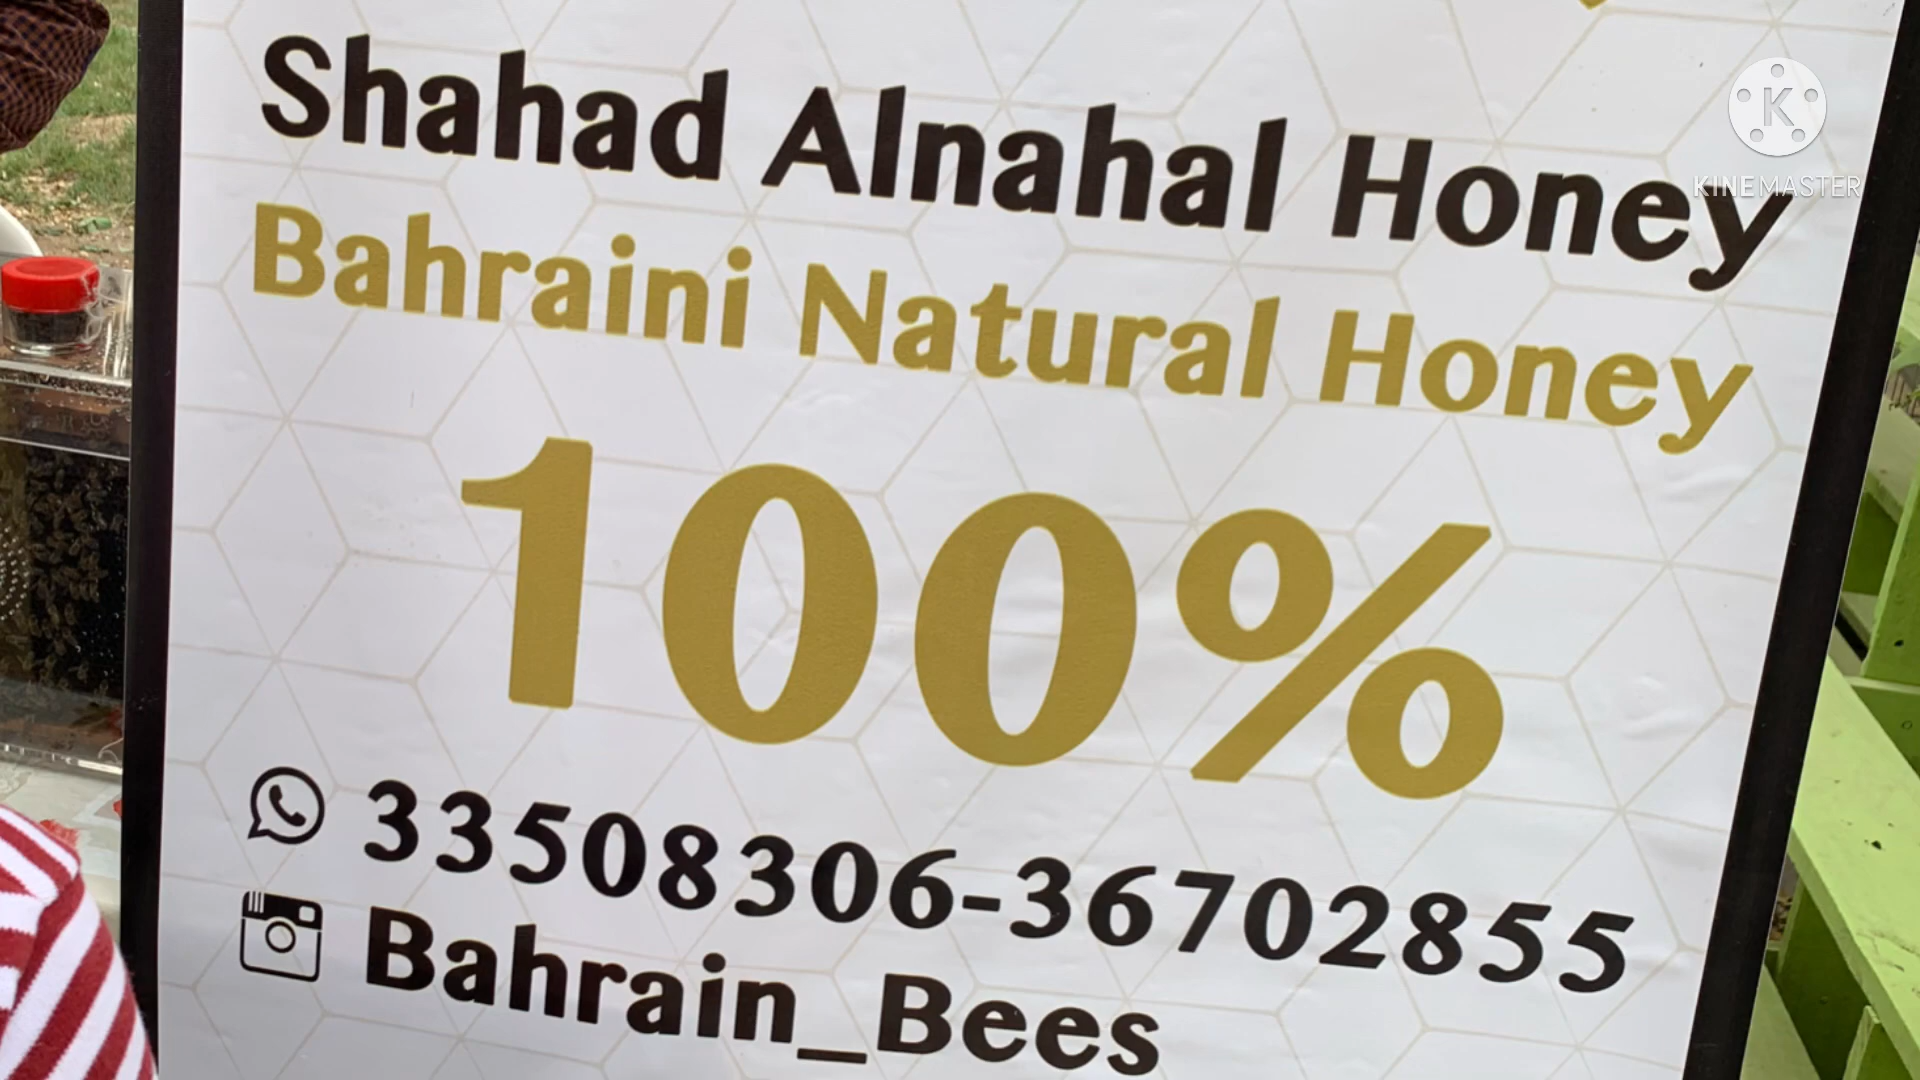 Shahad Alnahal Honey
Bahraini Natural Honey
100%
33508306-36702855
Bahrain_Bees
K
KINEMASTER